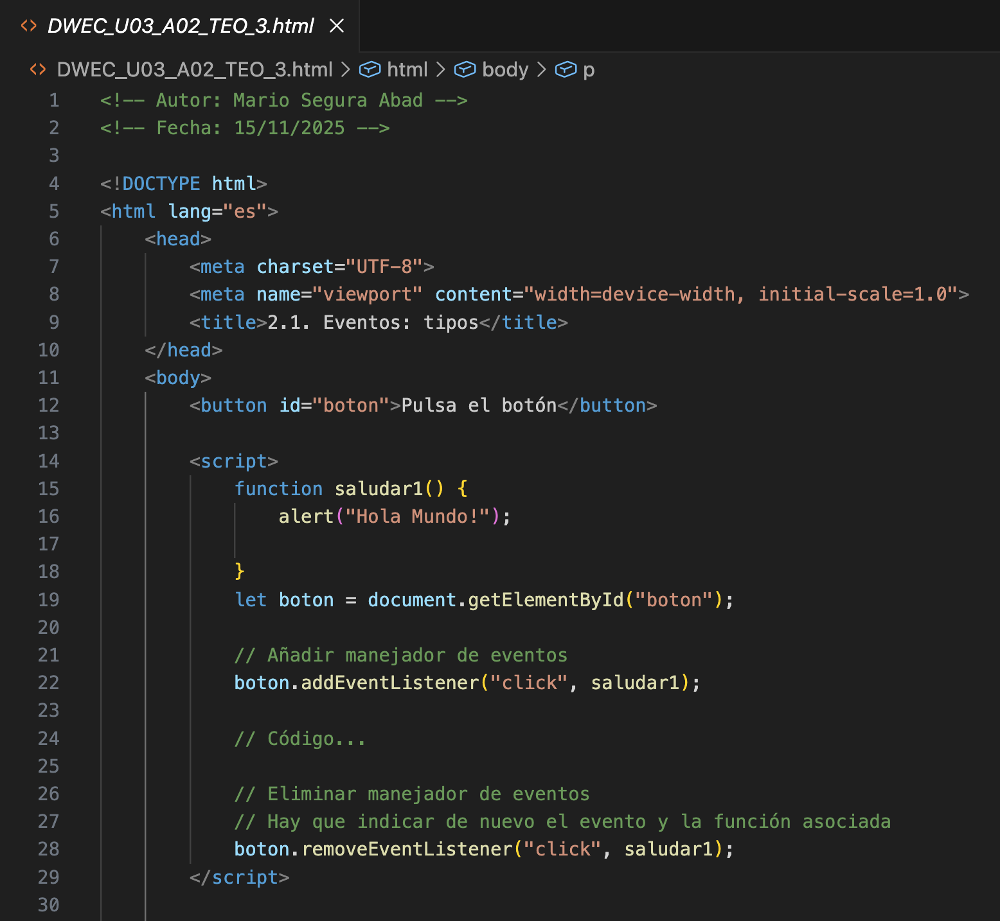 DWEC_U03_A02_TEO_3.html
DWEC_U03_A02_TEO_3.html > html > body > p
1 <!-- Autor: Mario Segura Abad -->
2 <!-- Fecha: 15/11/2025 -->
3
4 <!DOCTYPE html>
5 <html lang="es">
6     <head>
7         <meta charset="UTF-8">
8         <meta name="viewport" content="width=device-width, initial-scale=1.0">
9         <title>2.1. Eventos: tipos</title>
10     </head>
11     <body>
12         <button id="boton">Pulsa el botón</button>
13
14         <script>
15             function saludar1() {
16                 alert("Hola Mundo!");
17
18             }
19             let boton = document.getElementById("boton");
20
21             // Añadir manejador de eventos
22             boton.addEventListener("click", saludar1);
23
24             // Código...
25
26             // Eliminar manejador de eventos
27             // Hay que indicar de nuevo el evento y la función asociada
28             boton.removeEventListener("click", saludar1);
29         </script>
30